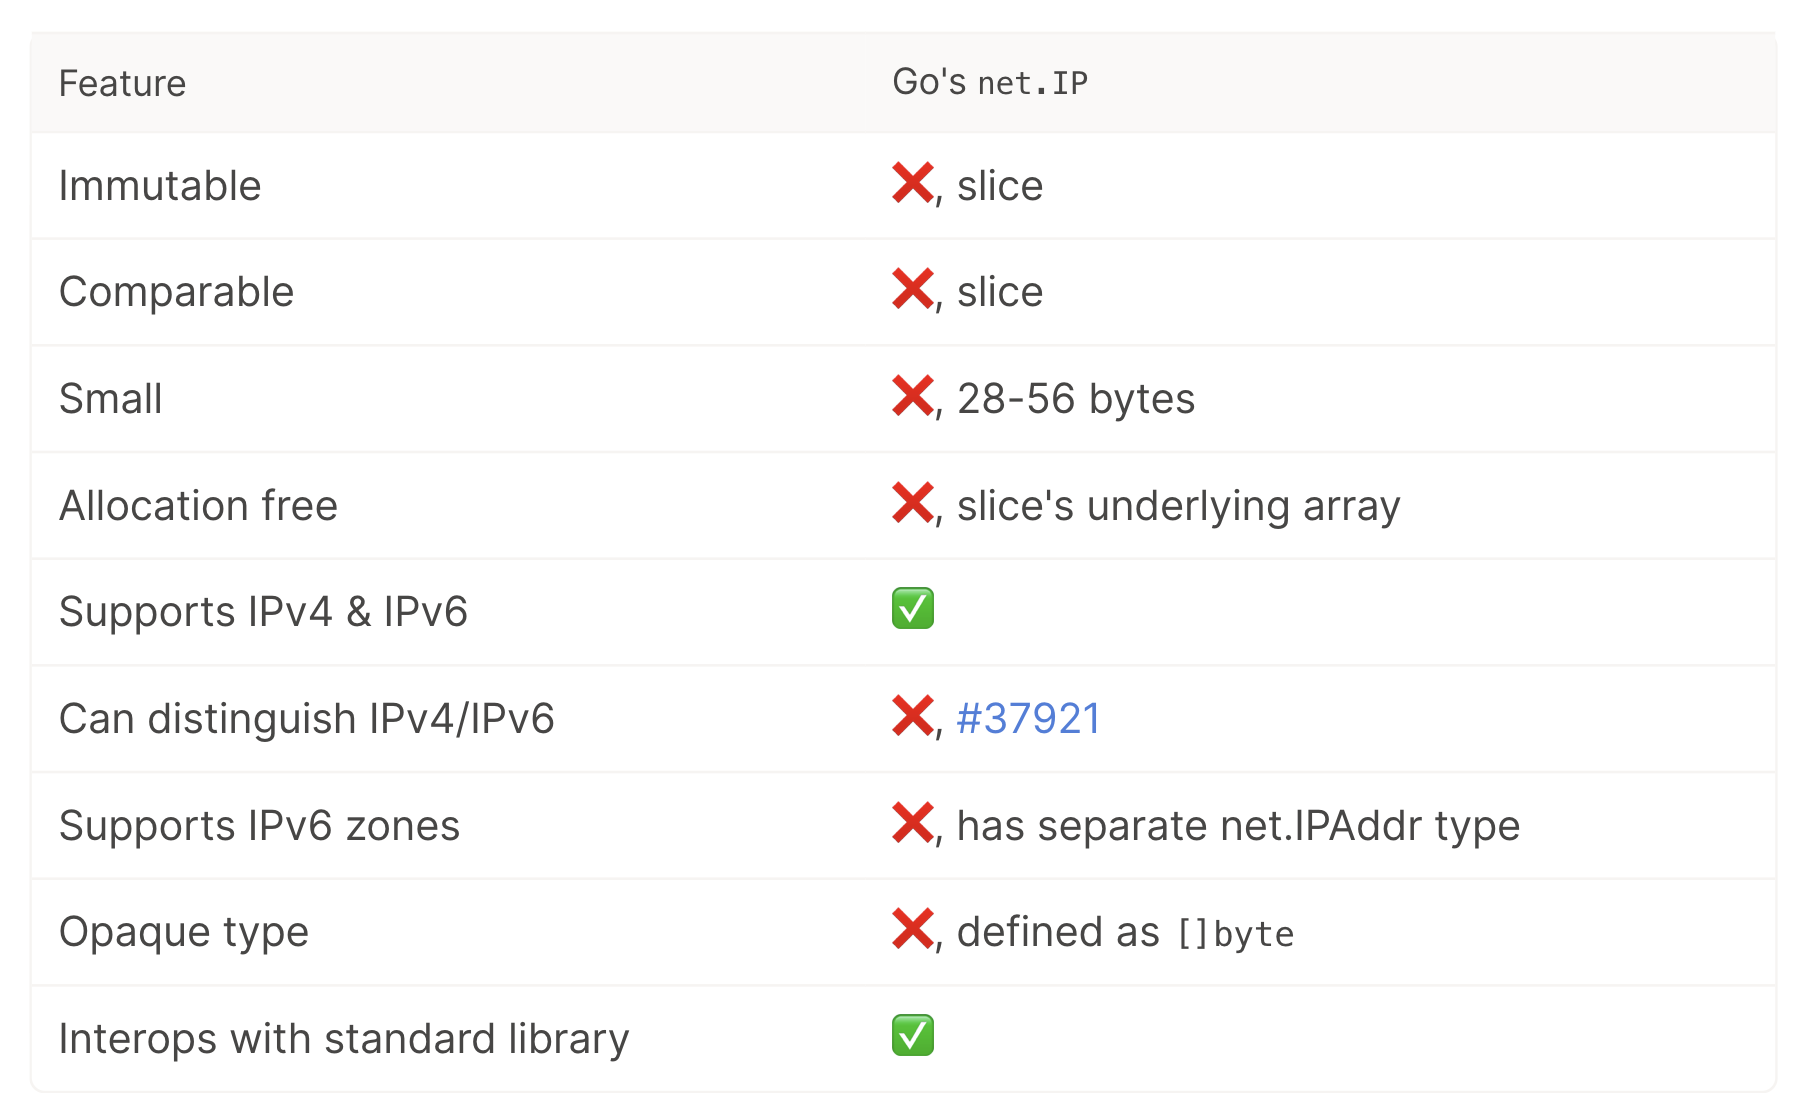 Feature Go's net.IP
Immutable ❌, slice
Comparable ❌, slice
Small ❌, 28-56 bytes
Allocation free ❌, slice's underlying array
Supports IPv4 & IPv6 ✅
Can distinguish IPv4/IPv6 ❌, #37921
Supports IPv6 zones ❌, has separate net.IPAddr type
Opaque type ❌, defined as []byte
Interops with standard library ✅